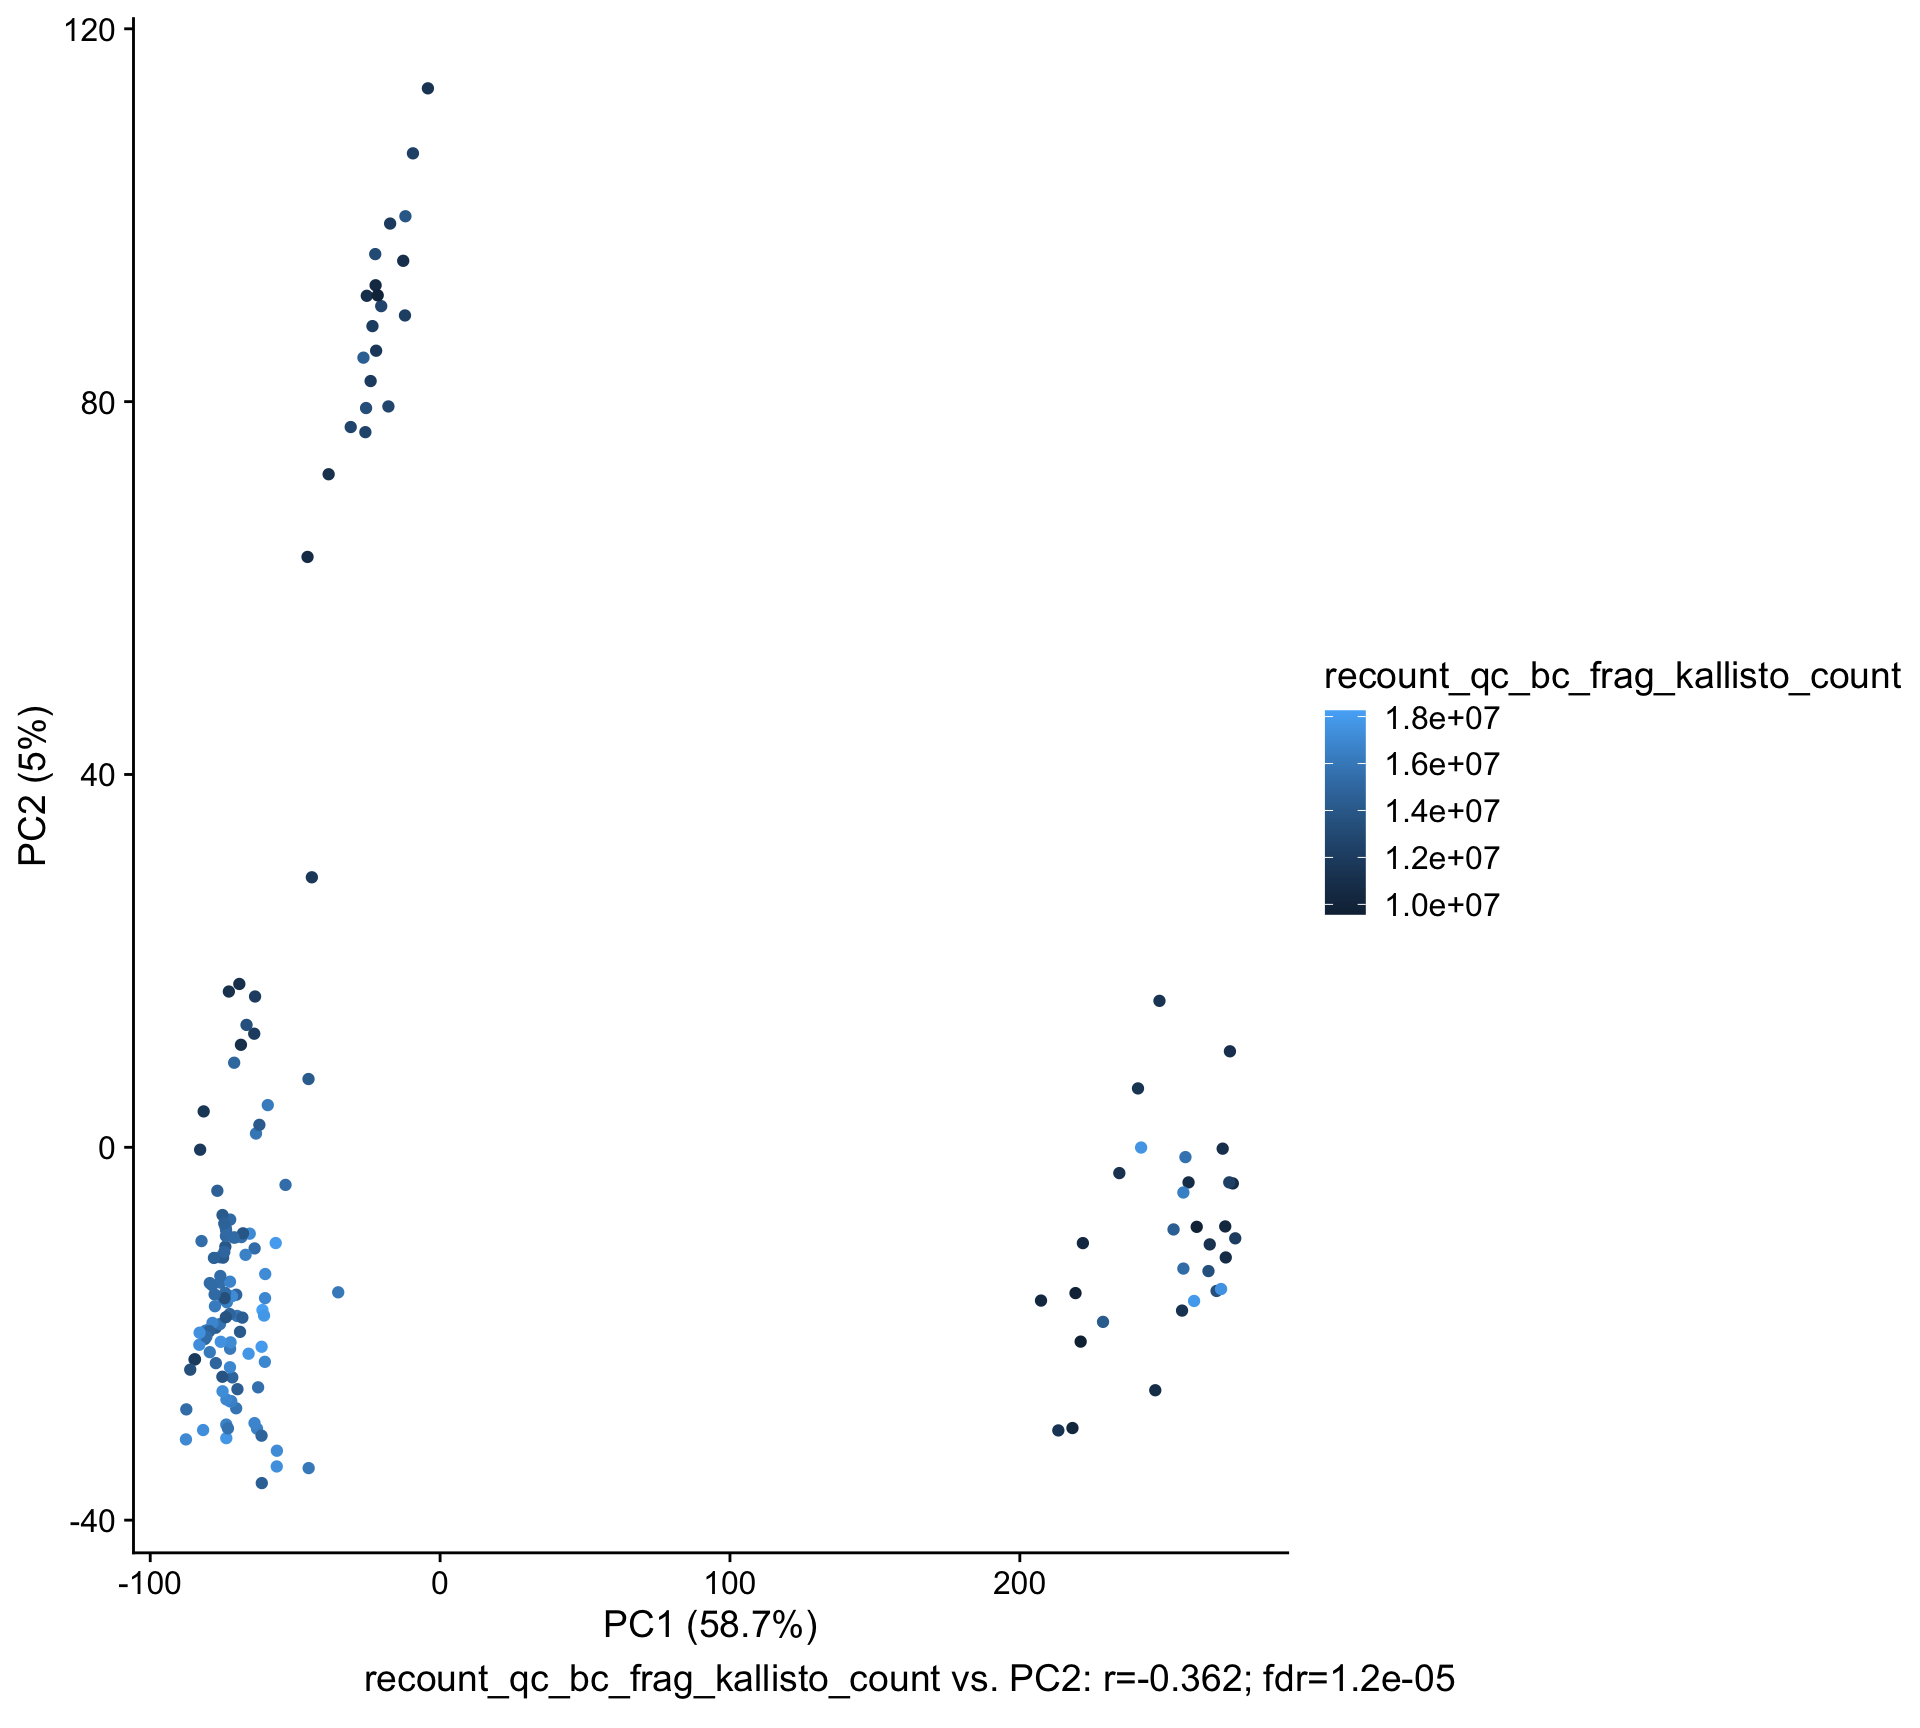 120
80
40
0
-40
PC2 (5%)
-100
0
100
200
PC1 (58.7%)
recount_qc_bc_frag_kallisto_count
1.8e+07
1.6e+07
1.4e+07
1.2e+07
1.0e+07
recount_qc_bc_frag_kallisto_count vs. PC2: r=-0.362; fdr=1.2e-05